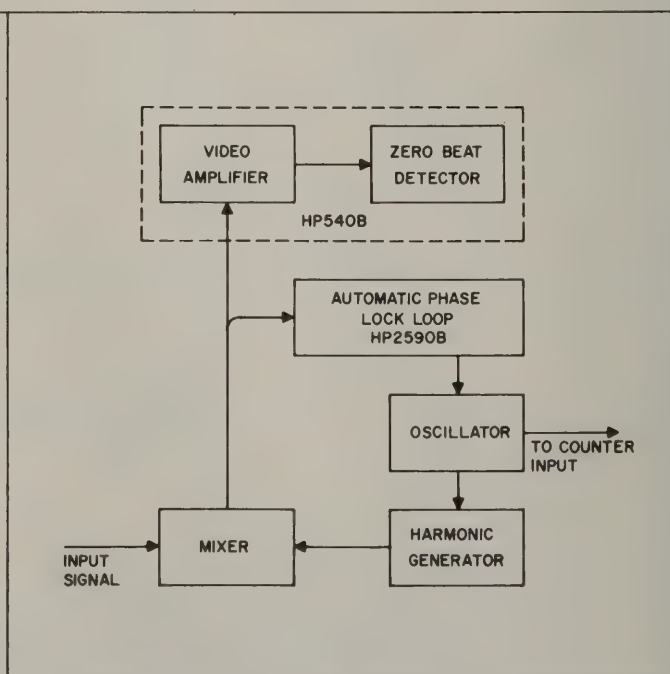 VIDEO
AMPLIFIER
ZERO BEAT
DETECTOR
HP540B
AUTOMATIC PHASE
LOCK LOOP
HP2590B
OSCILLATOR
TO COUNTER
INPUT
MIXER
HARMONIC
GENERATOR
INPUT
SIGNAL